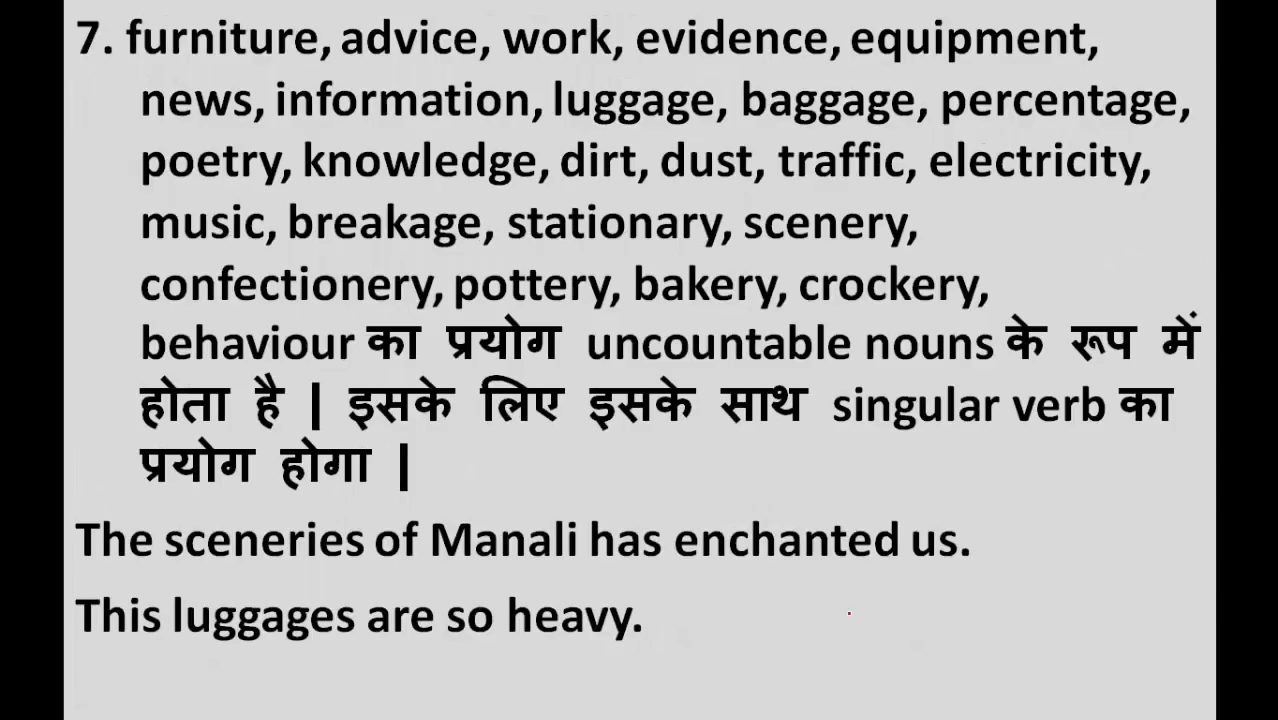 7. furniture, advice, work, evidence, equipment,
news, information, luggage, baggage, percentage,
poetry, knowledge, dirt, dust, traffic, electricity,
music, breakage, stationary, scenery,
confectionery, pottery, bakery, crockery,
behaviour का प्रयोग uncountable nouns के रूप में
होता है | इसके लिए इसके साथ singular verb का
प्रयोग होगा |
The sceneries of Manali has enchanted us.
This luggages are so heavy.